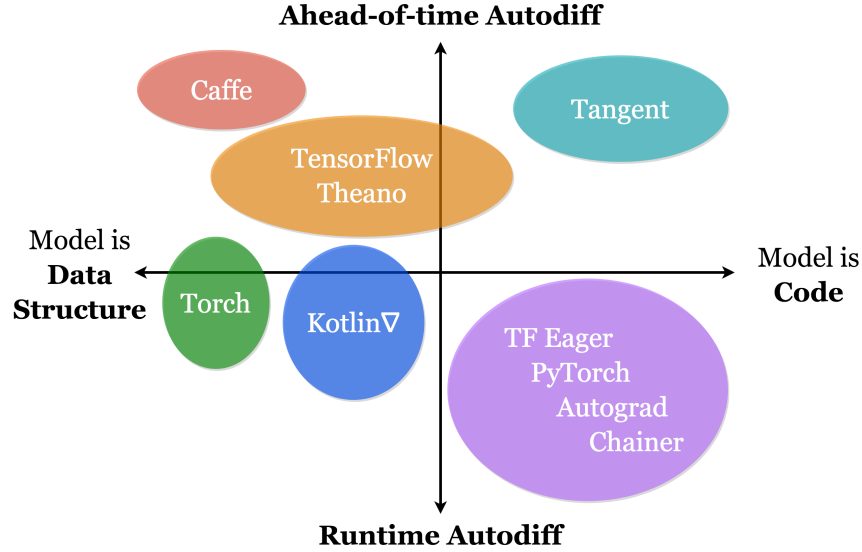 Ahead-of-time Autodiff
Caffe
Tangent
TensorFlow
Theano
Model is
Data
Structure
Model is
Code
Torch
Kotlin∇
TF Eager
PyTorch
Autograd
Chainer
Runtime Autodiff